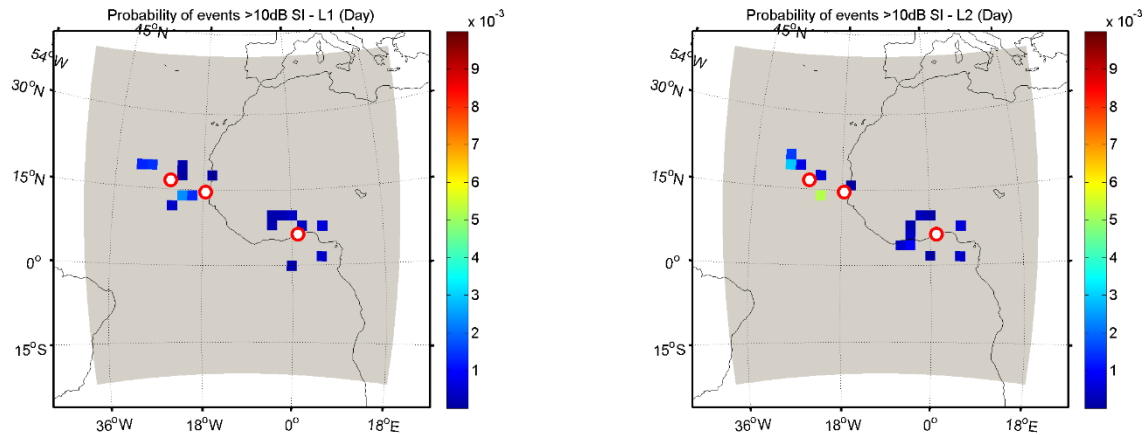 Probability of events >10dB SI - L1 (Day)
x 10⁻³
54°W
45°N
30°N
15°N
0°
15°S
36°W
18°W
0°
18°E
9
8
7
6
5
4
3
2
1
Probability of events >10dB SI - L2 (Day)
x 10⁻³
54°W
45°N
30°N
15°N
0°
15°S
36°W
18°W
0°
18°E
9
8
7
6
5
4
3
2
1